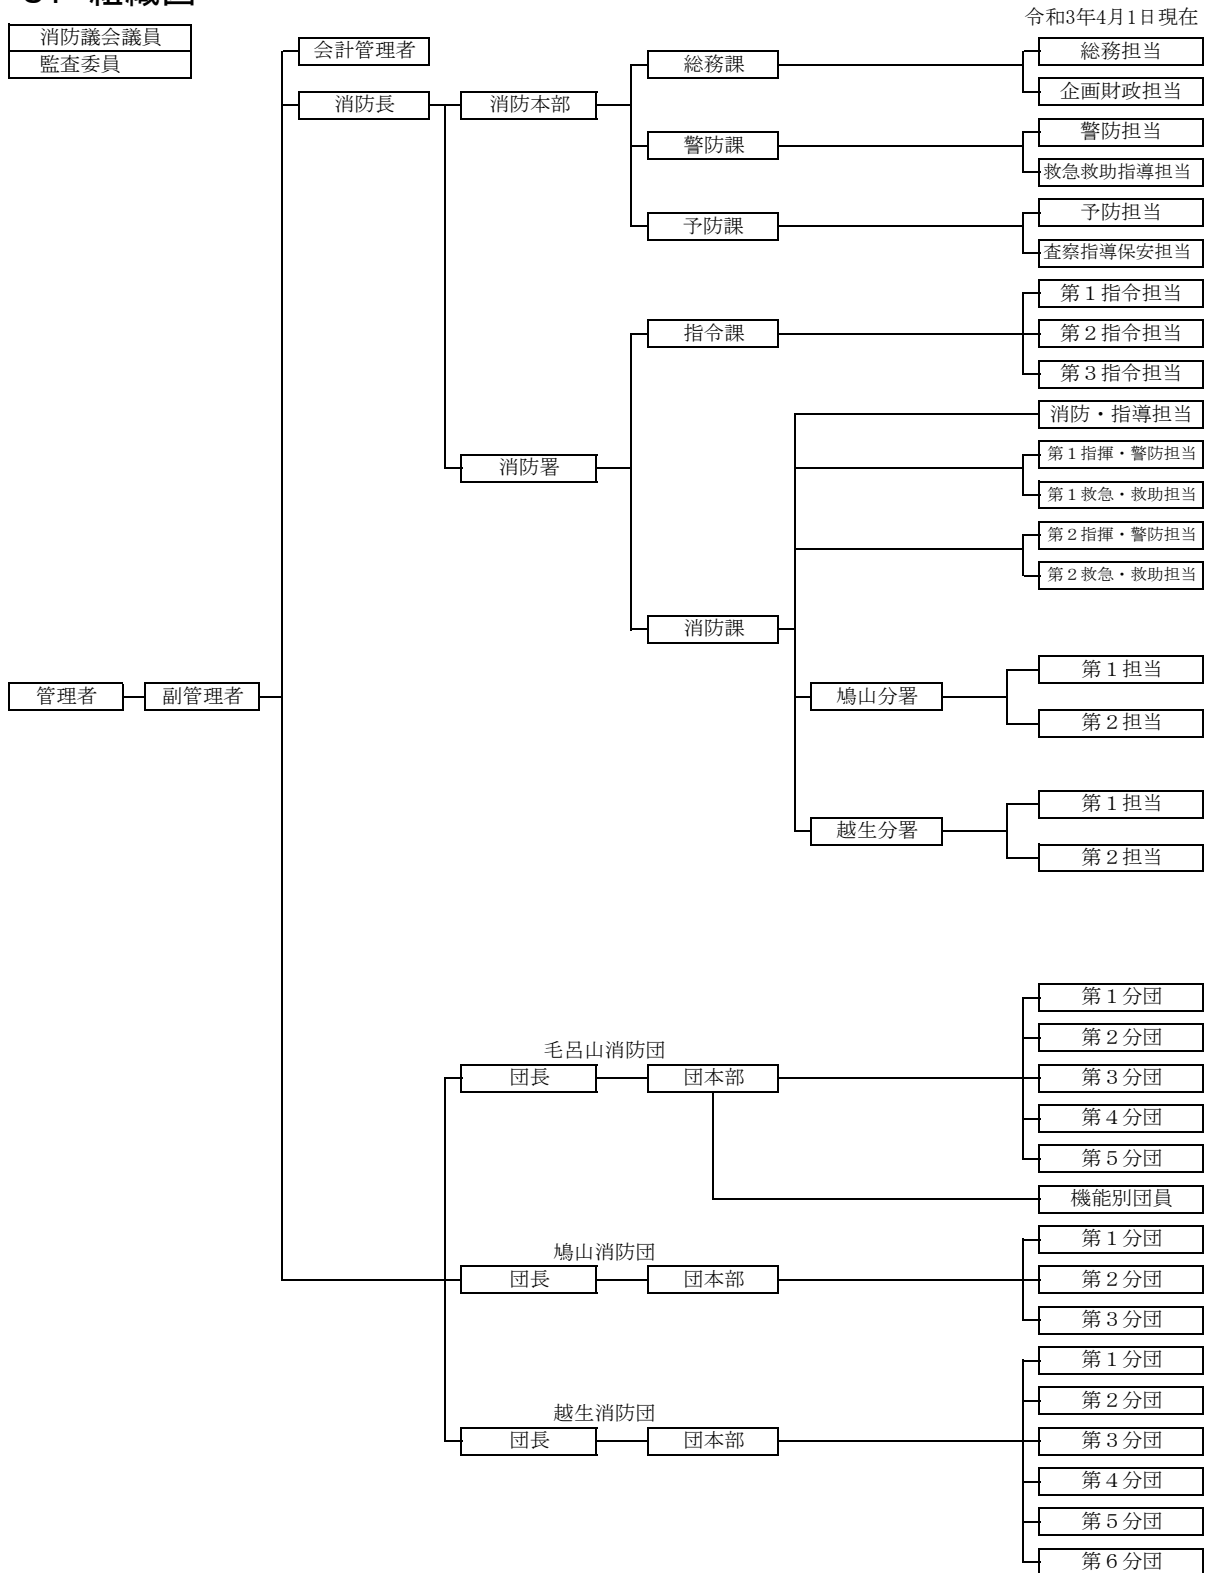 組織図
令和3年4月1日現在
消防議会議員
監査委員
会計管理者
消防長
消防本部
総務課
総務担当
企画財政担当
警防課
警防担当
救急救助指導担当
予防課
予防担当
査察指導保安担当
消防署
指令課
第１指令担当
第２指令担当
第３指令担当
消防課
消防・指導担当
第１指揮・警防担当
第１救急・救助担当
第２指揮・警防担当
第２救急・救助担当
管理者
副管理者
鳩山分署
第１担当
第２担当
越生分署
第１担当
第２担当
毛呂山消防団
団長
団本部
第１分団
第２分団
第３分団
第４分団
第５分団
機能別団員
鳩山消防団
団長
団本部
第１分団
第２分団
第３分団
越生消防団
団長
団本部
第１分団
第２分団
第３分団
第４分団
第５分団
第６分団